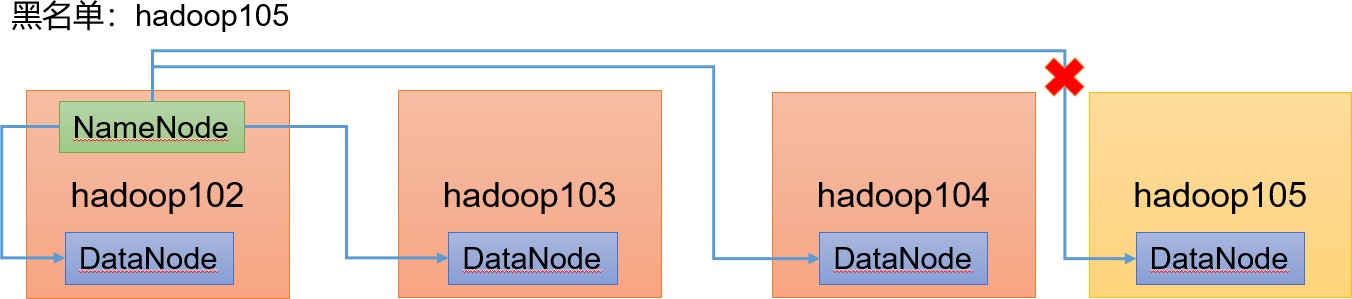 黑名单：hadoop105
NameNode
hadoop102
hadoop103
hadoop104
hadoop105
DataNode
DataNode
DataNode
DataNode